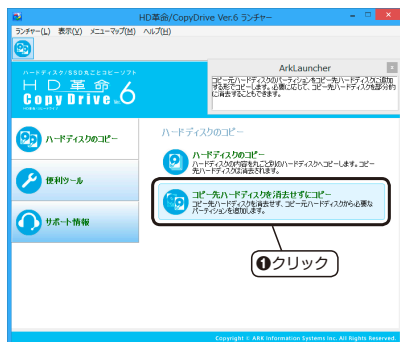 HD革命/CopyDrive Ver.6 ランチャー
ランチャー(L) 表示(V) メニューマップ(M) ヘルプ(H)
ハードディスク/SSD丸ごとコピーソフト
HD革命
CopyDrive Ver.6
ArkLauncher
コピー元ハードディスクのパーティションをコピー先ハードディスクに追加
する形でコピーします。必要に応じて、コピー先ハードディスクを部分的
に消去することもできます。
ハードディスクのコピー
便利ツール
サポート情報
ハードディスクのコピー
ハードディスクのコピー
ハードディスクの内容を丸ごと別のハードディスクへコピーします。コピー
先ハードディスクは消去されます。
コピー先ハードディスクを消去せずにコピー
コピー先ハードディスクを消去せず、コピー元ハードディスクから必要な
パーティションを追加します。
❶クリック
Copyright © ARK Information Systems Inc. All Rights Reserved.